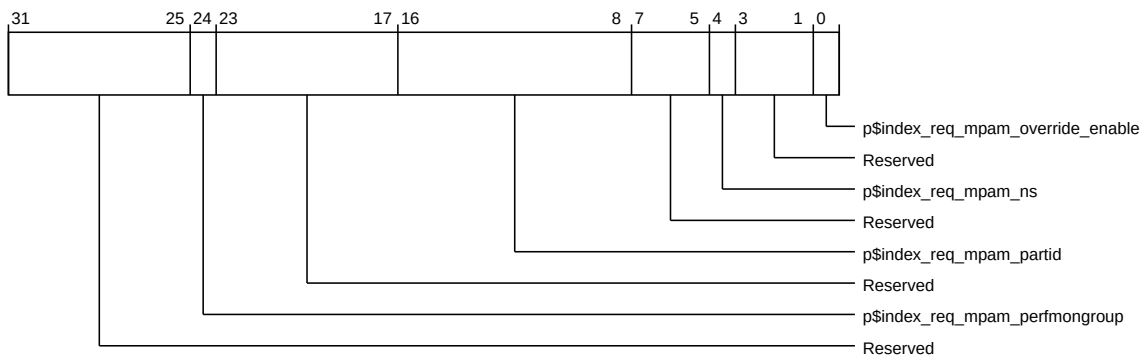 31 25 24 23 17 16 8 7 5 4 3 1 0
p$index_req_mpam_override_enable
Reserved
p$index_req_mpam_ns
Reserved
p$index_req_mpam_partid
Reserved
p$index_req_mpam_perfmongroup
Reserved